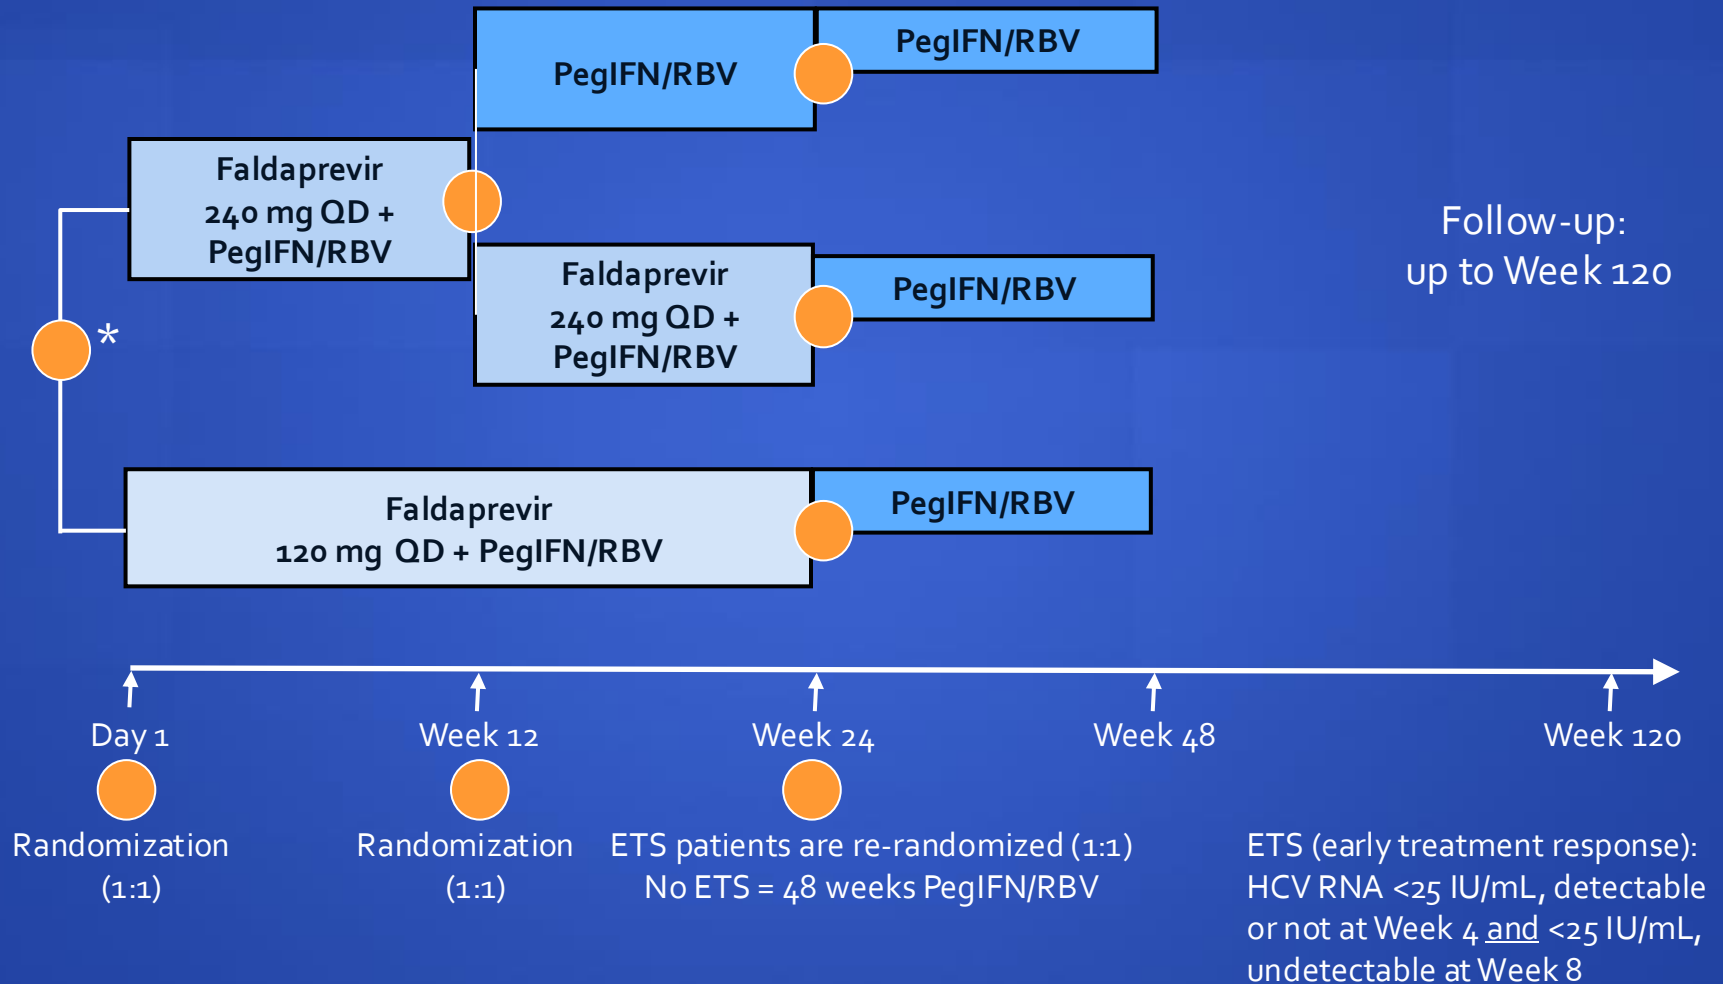 PegIFN/RBV
PegIFN/RBV
Faldaprevir
240 mg QD +
PegIFN/RBV
Faldaprevir
240 mg QD +
PegIFN/RBV
PegIFN/RBV
Follow-up:
up to Week 120
*
Faldaprevir
120 mg QD + PegIFN/RBV
PegIFN/RBV
Day 1
Week 12
Week 24
Week 48
Week 120
Randomization
(1:1)
Randomization
(1:1)
ETS patients are re-randomized (1:1)
No ETS = 48 weeks PegIFN/RBV
ETS (early treatment response):
HCV RNA <25 IU/mL, detectable
or not at Week 4 and <25 IU/mL,
undetectable at Week 8